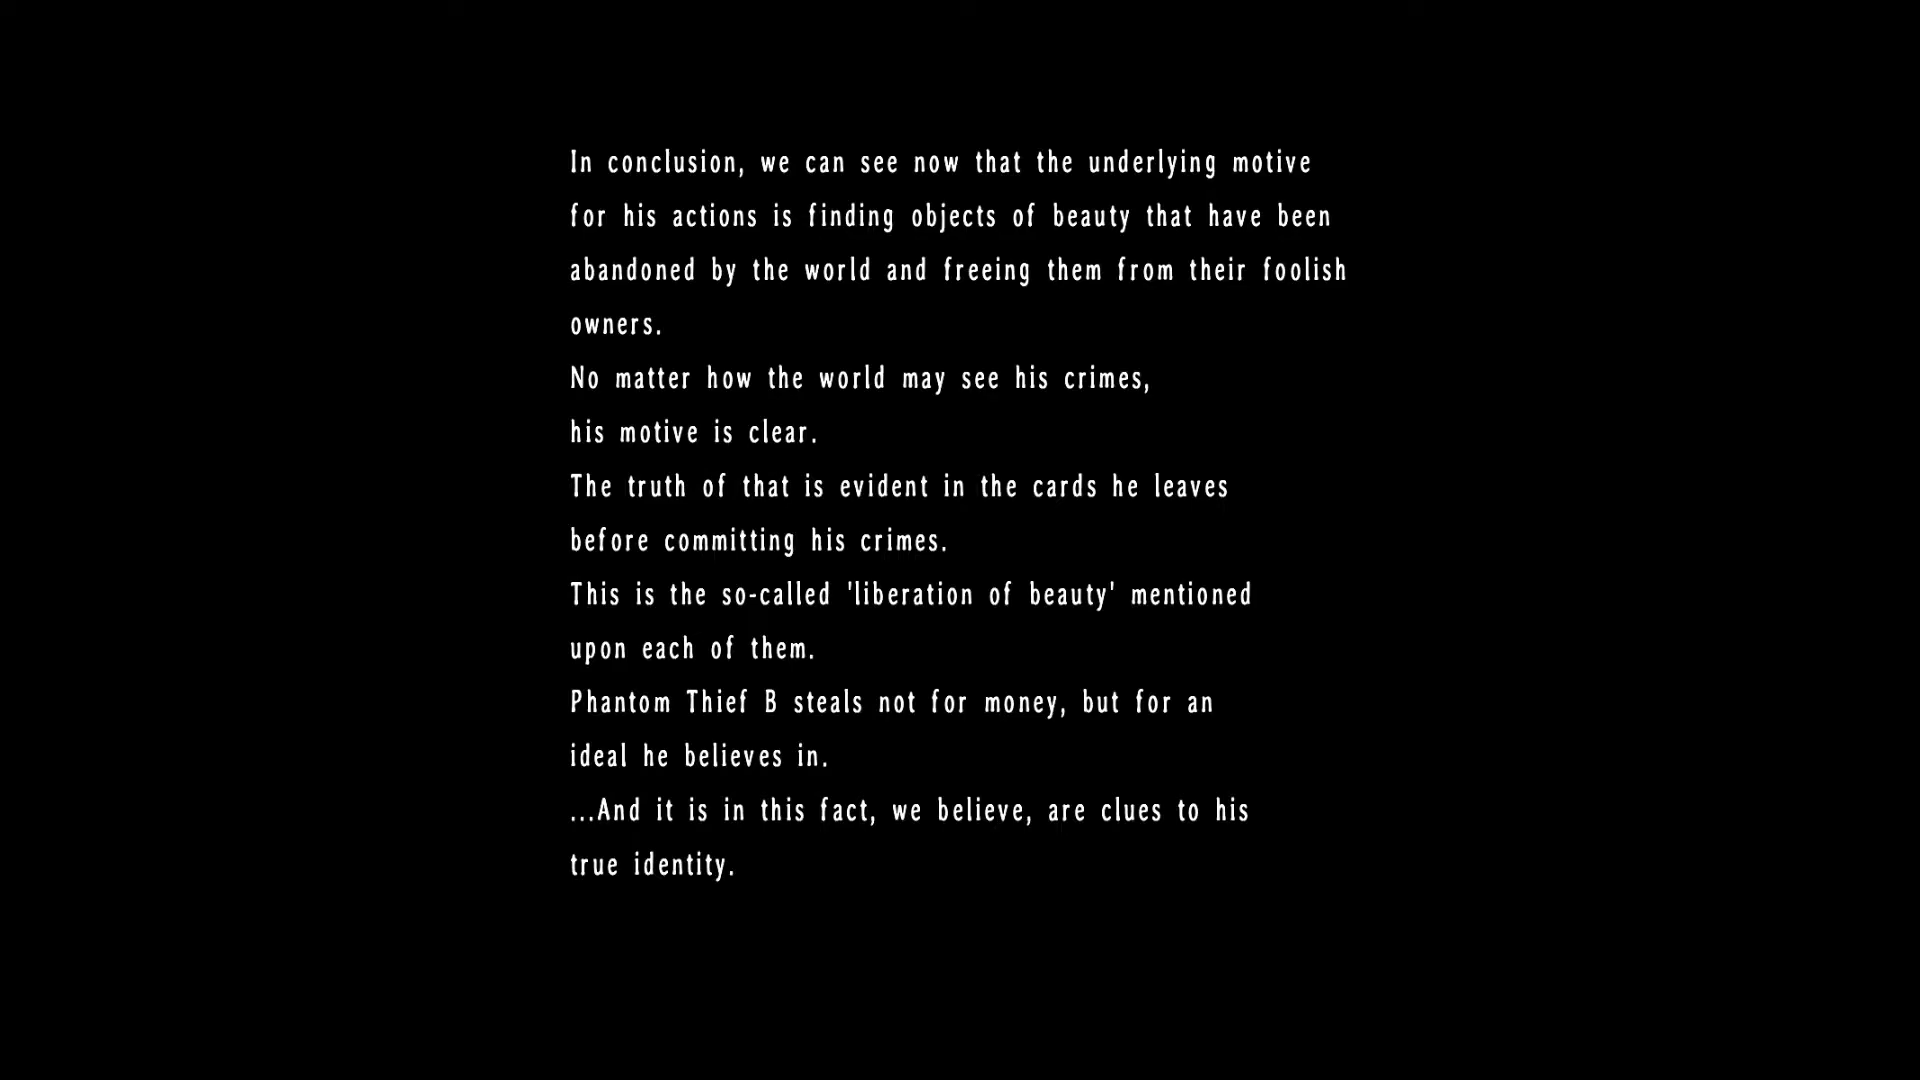 In conclusion, we can see now that the underlying motive
for his actions is finding objects of beauty that have been
abandoned by the world and freeing them from their foolish
owners.
No matter how the world may see his crimes,
his motive is clear.
The truth of that is evident in the cards he leaves
before committing his crimes.
This is the so-called 'liberation of beauty' mentioned
upon each of them.
Phantom Thief B steals not for money, but for an
ideal he believes in.
...And it is in this fact, we believe, are clues to his
true identity.